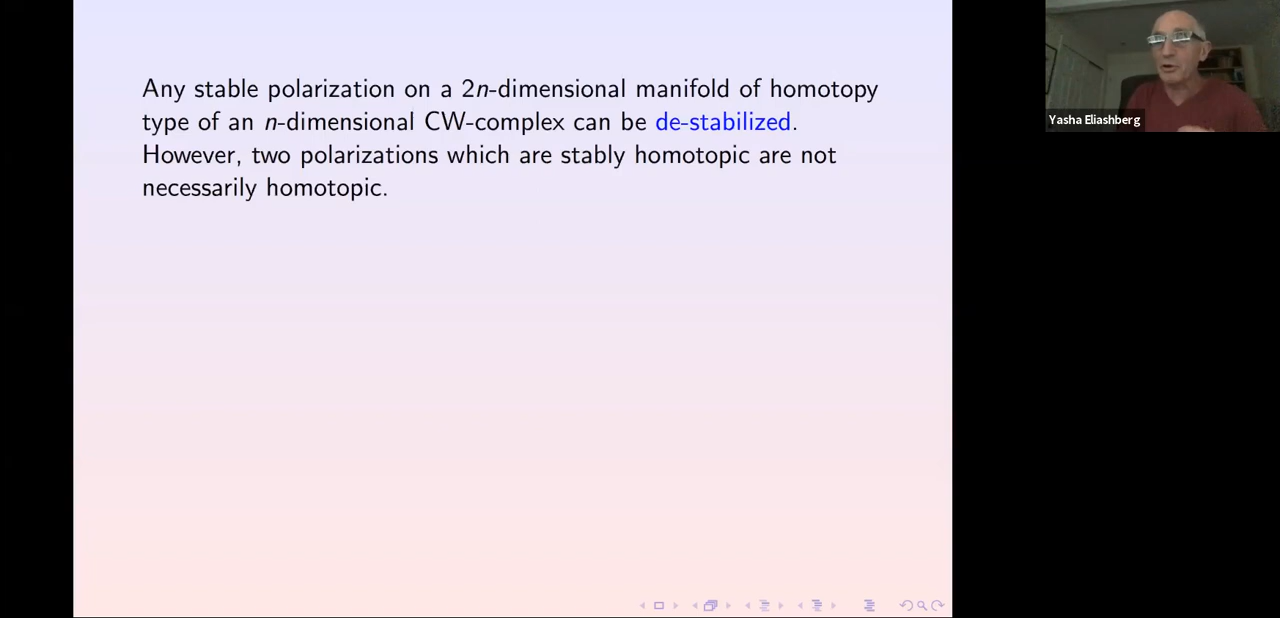 Any stable polarization on a 2n-dimensional manifold of homotopy
type of an n-dimensional CW-complex can be de-stabilized.
However, two polarizations which are stably homotopic are not
necessarily homotopic.
Yasha Eliashberg